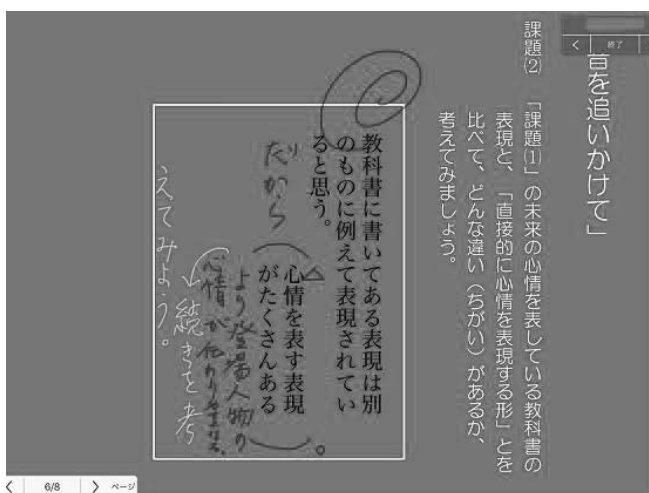 終了
音を追いかけて」
課題⑵　「課題⑴」の未来の心情を表している教科書の
表現と、「直接的に心情を表現する形」とを
比べて、どんな違い（ちがい）があるか、
考えてみましょう。
教科書に書いてある表現は別
のものに例えて表現されてい
ると思う。
だから（心情を表す表現
がたくさんある
より登場人物の
心情が伝わり
）。
続きを考
えてみよう。
6/8 ページ